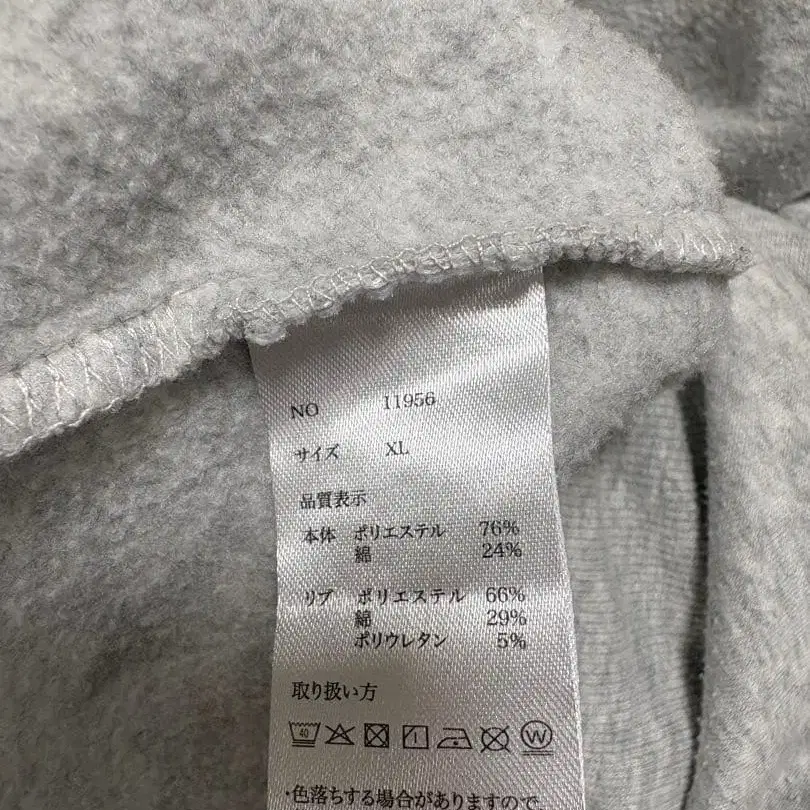 NO 11956
サイズ XL
品質表示
本体 ポリエステル 76%
綿 24%
リブ ポリエステル 66%
綿 29%
ポリウレタン 5%
取り扱い方
40 W
・色落ちする場合がありますので、